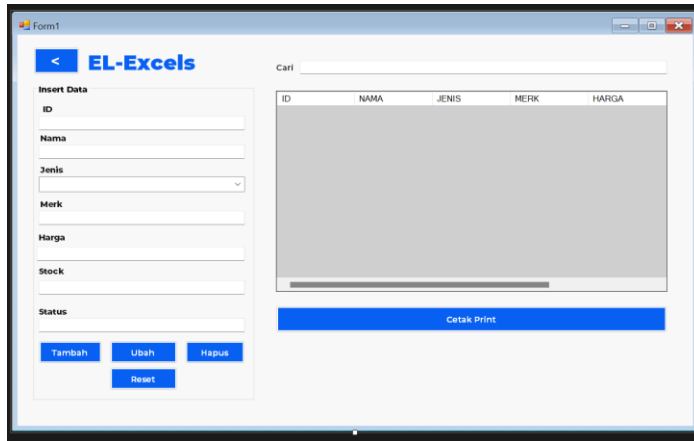 Form1
<
EL-Excels
Cari
Insert Data
ID
Nama
Jenis
Merk
Harga
Stock
Status
Tambah Ubah Hapus
Reset
ID NAMA JENIS MERK HARGA
Cetak Print